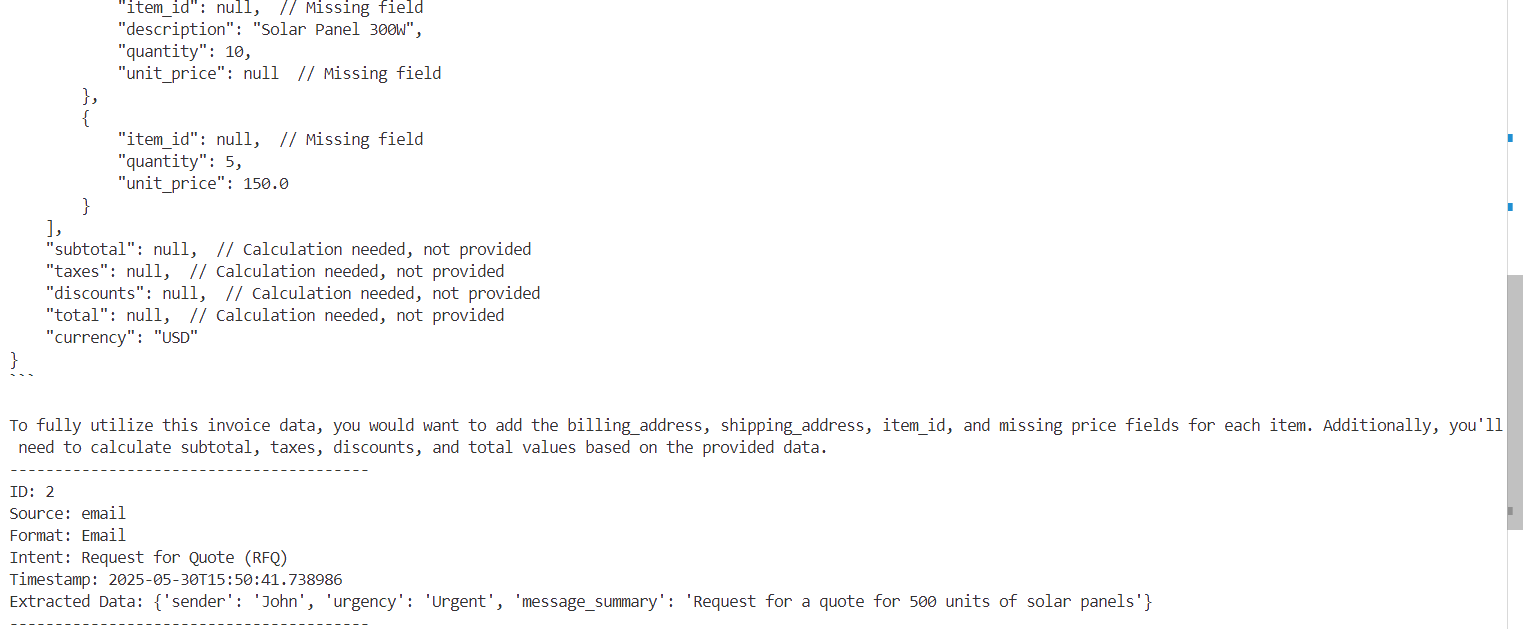 "item_id": null,  // Missing field
"description": "Solar Panel 300W",
"quantity": 10,
"unit_price": null  // Missing field
},
{
"item_id": null,  // Missing field
"quantity": 5,
"unit_price": 150.0
}
],
"subtotal": null,  // Calculation needed, not provided
"taxes": null,  // Calculation needed, not provided
"discounts": null,  // Calculation needed, not provided
"total": null,  // Calculation needed, not provided
"currency": "USD"
}
```
To fully utilize this invoice data, you would want to add the billing_address, shipping_address, item_id, and missing price fields for each item. Additionally, you'll
need to calculate subtotal, taxes, discounts, and total values based on the provided data.
----------------------------------------
ID: 2
Source: email
Format: Email
Intent: Request for Quote (RFQ)
Timestamp: 2025-05-30T15:50:41.738986
Extracted Data: {'sender': 'John', 'urgency': 'Urgent', 'message_summary': 'Request for a quote for 500 units of solar panels'}
----------------------------------------